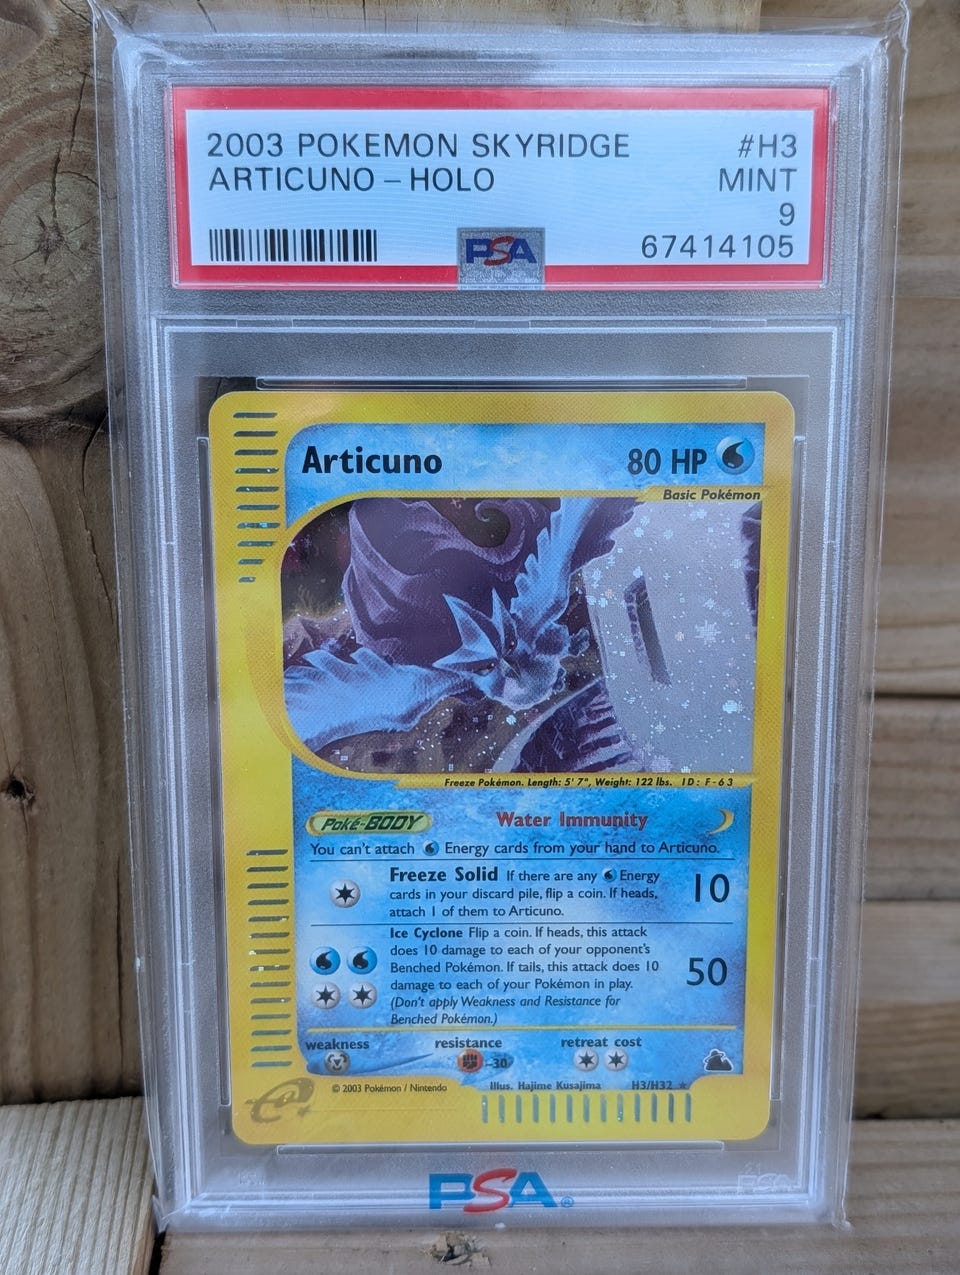 2003 POKEMON SKYRIDGE #H3
ARTICUNO - HOLO MINT
9
PSA 67414105
Articuno 80 HP
Basic Pokémon
Freeze Pokémon. Length: 5' 7", Weight: 122 lbs. ID: F-63
Poké-BODY Water Immunity
You can't attach Energy cards from your hand to Articuno.
Freeze Solid If there are any Energy
cards in your discard pile, flip a coin. If heads,
attach 1 of them to Articuno.
10
Ice Cyclone Flip a coin. If heads, this attack
does 10 damage to each of your opponent's
Benched Pokémon. If tails, this attack does 10
damage to each of your Pokémon in play.
(Don't apply Weakness and Resistance for
Benched Pokémon.)
50
weakness resistance retreat cost
-30
© 2003 Pokémon / Nintendo Illus. Hajime Kusajima H3/H32 ★
e
PSA®